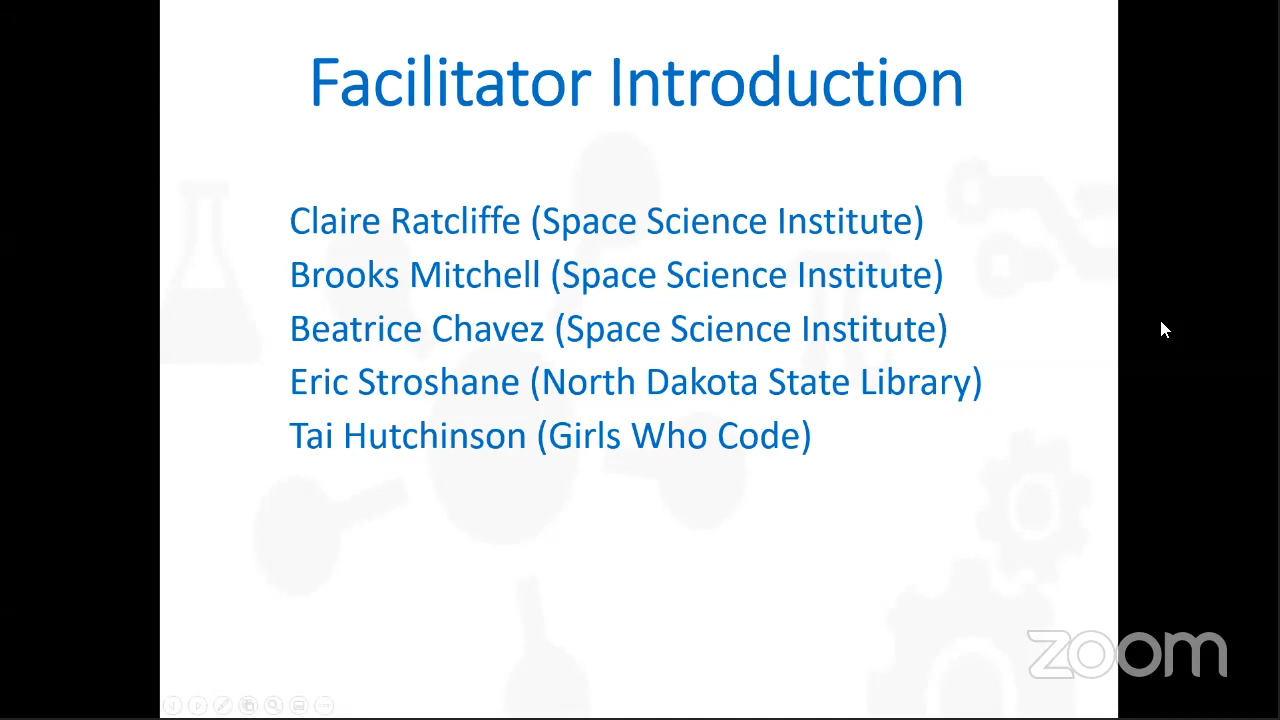 Facilitator Introduction
Claire Ratcliffe (Space Science Institute)
Brooks Mitchell (Space Science Institute)
Beatrice Chavez (Space Science Institute)
Eric Stroshane (North Dakota State Library)
Tai Hutchinson (Girls Who Code)
zoom